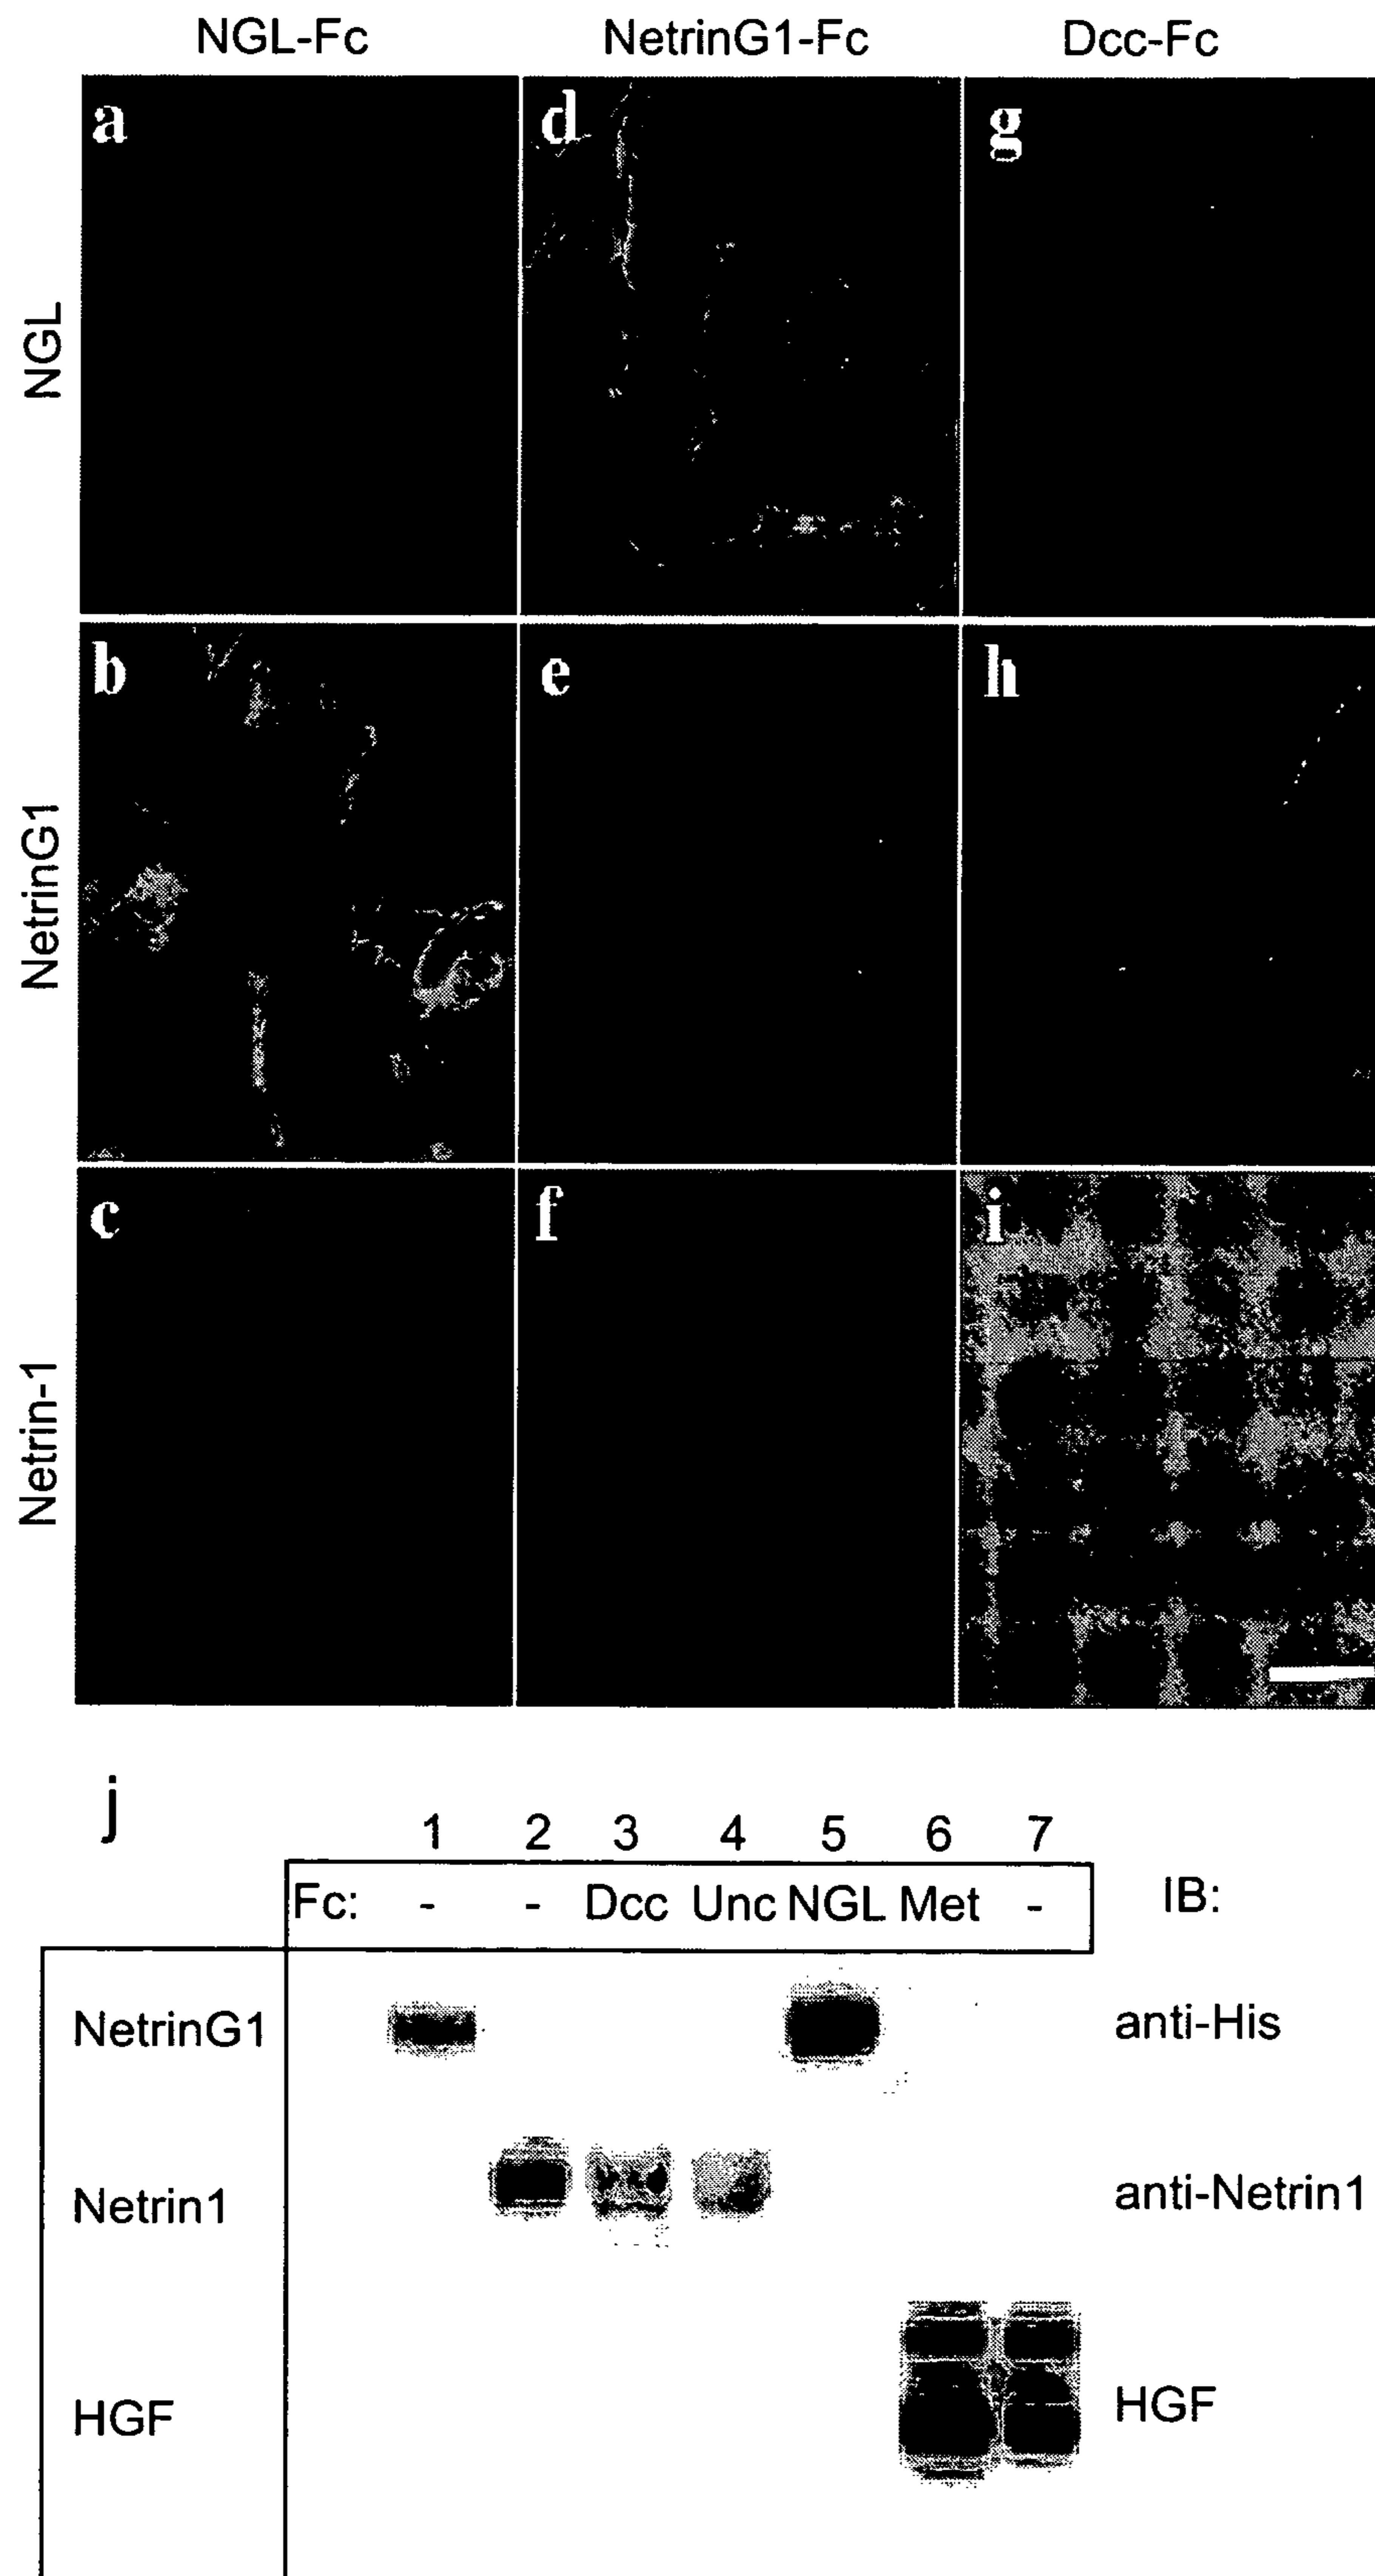 NGL-Fc NetrinG1-Fc Dcc-Fc
NGL
a d g
NetrinG1
b e h
Netrin-1
c f i
j
1 2 3 4 5 6 7
Fc: - - Dcc Unc NGL Met - IB:
NetrinG1 anti-His
Netrin1 anti-Netrin1
HGF HGF